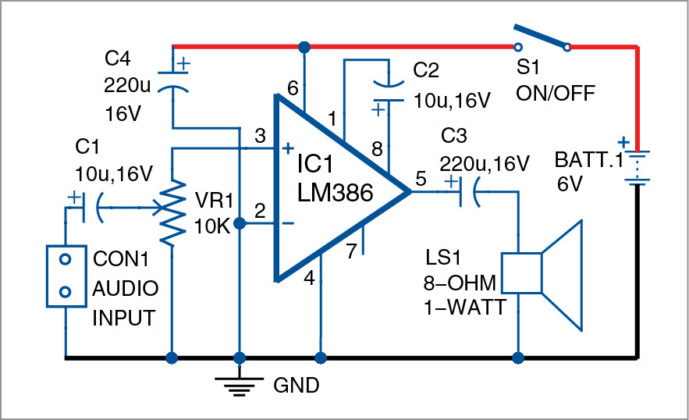 C4
220u
16V
+
6
1
C2
10u,16V
+
8
S1
ON/OFF
C1
10u,16V
+
3
+
IC1
LM386
C3
220u,16V
+
5
BATT.1
6V
+
VR1
10K
2
–
7
4
CON1
AUDIO
INPUT
LS1
8–OHM
1–WATT
GND